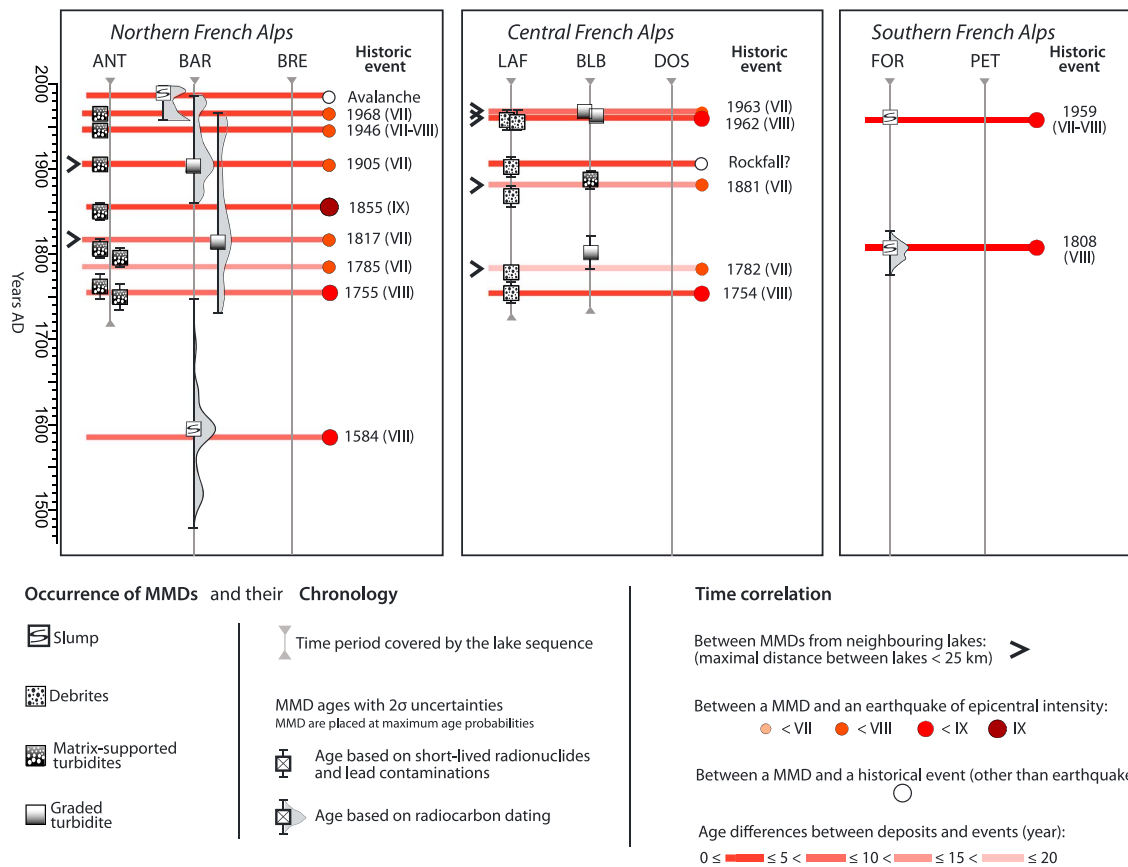 Northern French Alps
ANT BAR BRE Historic event
Avalanche
1968 (VII)
1946 (VII-VIII)
1905 (VII)
1855 (IX)
1817 (VII)
1785 (VII)
1755 (VIII)
1584 (VIII)
Years AD
2000
1900
1800
1700
1600
1500
Central French Alps
LAF BLB DOS Historic event
1963 (VII)
1962 (VIII)
Rockfall?
1881 (VII)
1782 (VII)
1754 (VIII)
Southern French Alps
FOR PET Historic event
1959
(VII-VIII)
1808
(VIII)
Occurrence of MMDs and their Chronology
Slump
Debrites
Matrix-supported
turbidites
Graded
turbidite
Time period covered by the lake sequence
MMD ages with 2σ uncertainties
MMD are placed at maximum age probabilities
Age based on short-lived radionuclides
and lead contaminations
Age based on radiocarbon dating
Time correlation
Between MMDs from neighbouring lakes:
(maximal distance between lakes < 25 km)
Between a MMD and an earthquake of epicentral intensity:
< VII < VIII < IX IX
Between a MMD and a historical event (other than earthquake
Age differences between deposits and events (year):
0 ≤ ≤ 5 < ≤ 10 < ≤ 15 < ≤ 20